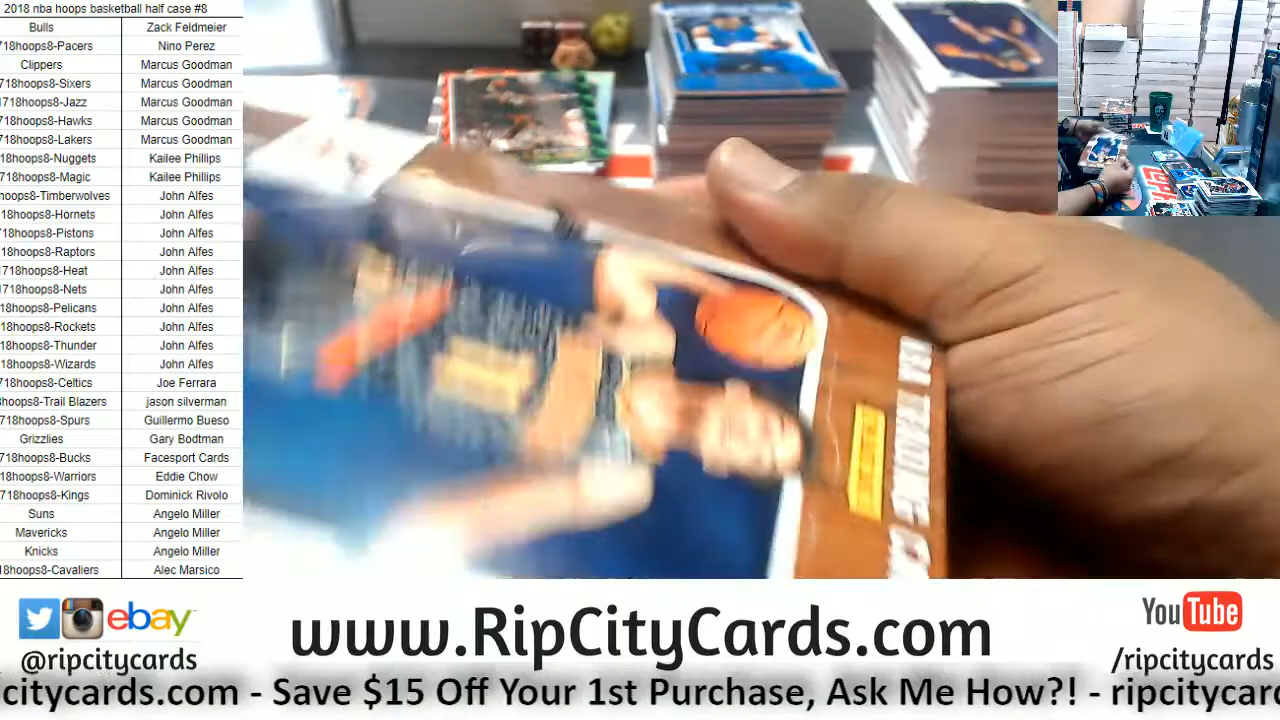 2018 nba hoops basketball half case #8
Bulls Zack Feldmeier
718hoops8-Pacers Nino Perez
Clippers Marcus Goodman
718hoops8-Sixers Marcus Goodman
1718hoops8-Jazz Marcus Goodman
718hoops8-Hawks Marcus Goodman
718hoops8-Lakers Marcus Goodman
18hoops8-Nuggets Kailee Phillips
718hoops8-Magic Kailee Phillips
hoops8-Timberwolves John Alfes
18hoops8-Hornets John Alfes
718hoops8-Pistons John Alfes
18hoops8-Raptors John Alfes
1718hoops8-Heat John Alfes
1718hoops8-Nets John Alfes
18hoops8-Pelicans John Alfes
18hoops8-Rockets John Alfes
18hoops8-Thunder John Alfes
18hoops8-Wizards John Alfes
718hoops8-Celtics Joe Ferrara
hoops8-Trail Blazers jason silverman
718hoops8-Spurs Guillermo Bueso
Grizzlies Gary Bodtman
718hoops8-Bucks Facesport Cards
18hoops8-Warriors Eddie Chow
718hoops8-Kings Dominick Rivolo
Suns Angelo Miller
Mavericks Angelo Miller
Knicks Angelo Miller
18hoops8-Cavaliers Alec Marsico
ebay
@ripcitycards
www.RipCityCards.com
YouTube
/ripcitycards
citycards.com - Save $15 Off Your 1st Purchase, Ask Me How?! - ripcitycard